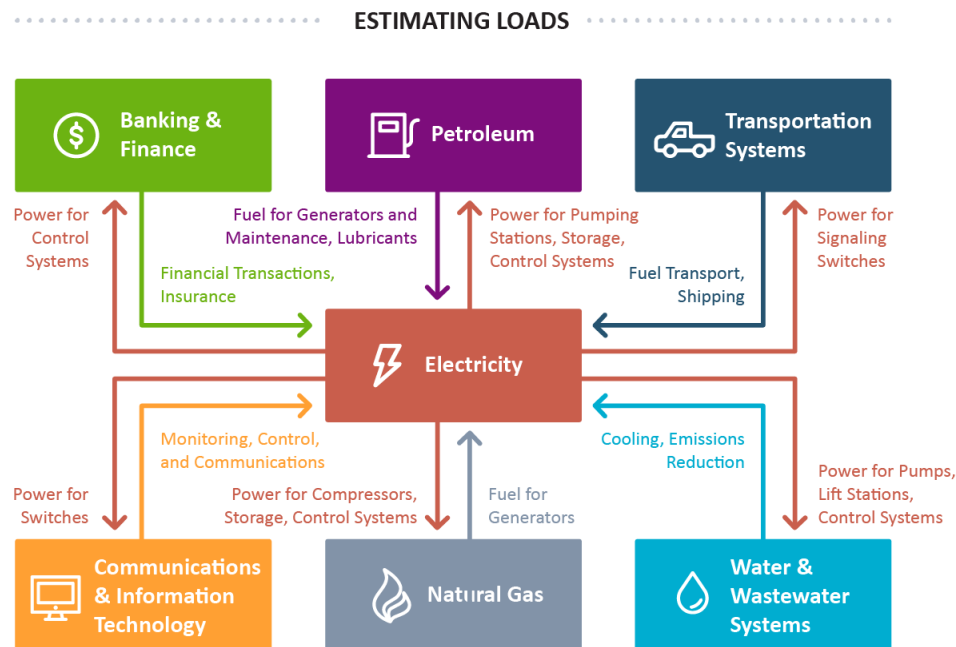 ESTIMATING LOADS
Banking &
Finance
Petroleum
Transportation
Systems
Power for
Control
Systems
Financial Transactions,
Insurance
Fuel for Generators and
Maintenance, Lubricants
Power for Pumping
Stations, Storage,
Control Systems
Fuel Transport,
Shipping
Power for
Signaling
Switches
Electricity
Monitoring, Control,
and Communications
Power for
Switches
Power for Compressors,
Storage, Control Systems
Fuel for
Generators
Cooling, Emissions
Reduction
Power for Pumps,
Lift Stations,
Control Systems
Communications
& Information
Technology
Natural Gas
Water &
Wastewater
Systems